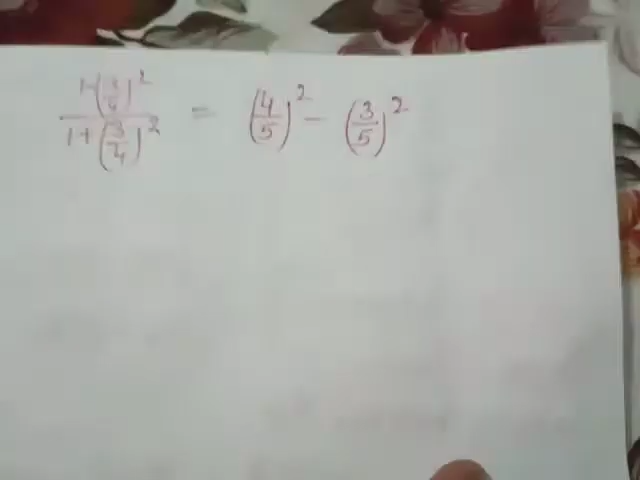 1-(3/4)² / 1+(3/4)² = (4/5)² - (3/5)²